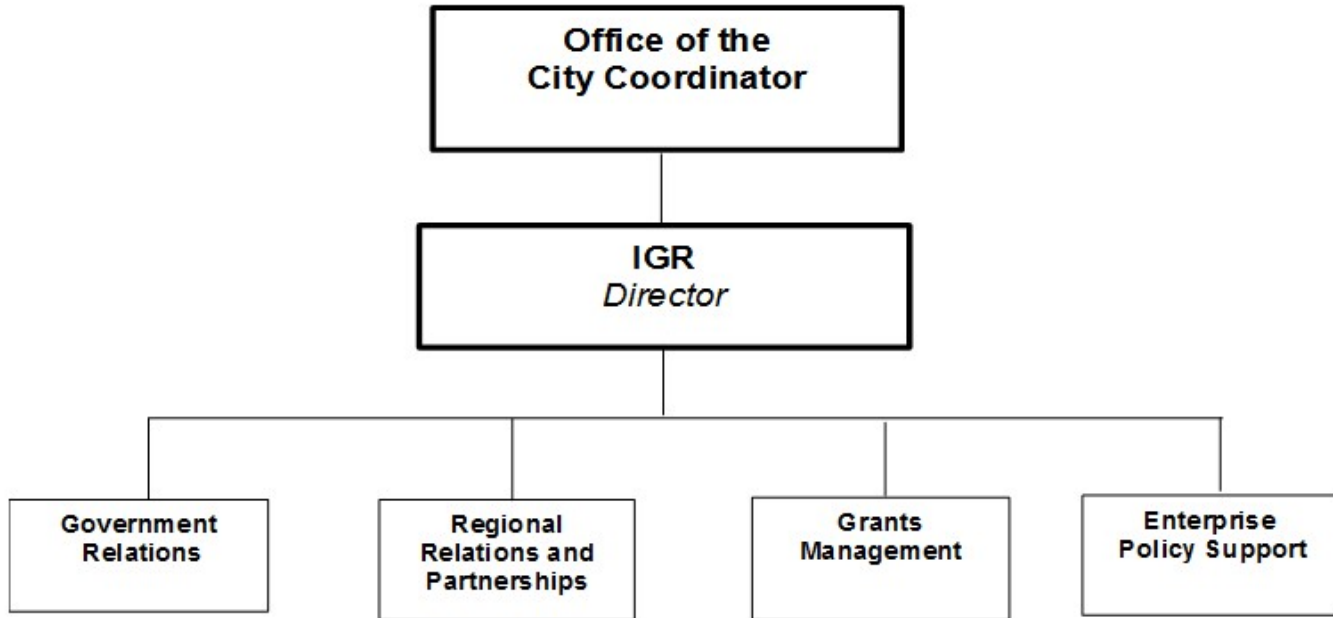 Office of the
City Coordinator
IGR
Director
Government
Relations
Regional
Relations and
Partnerships
Grants
Management
Enterprise
Policy Support